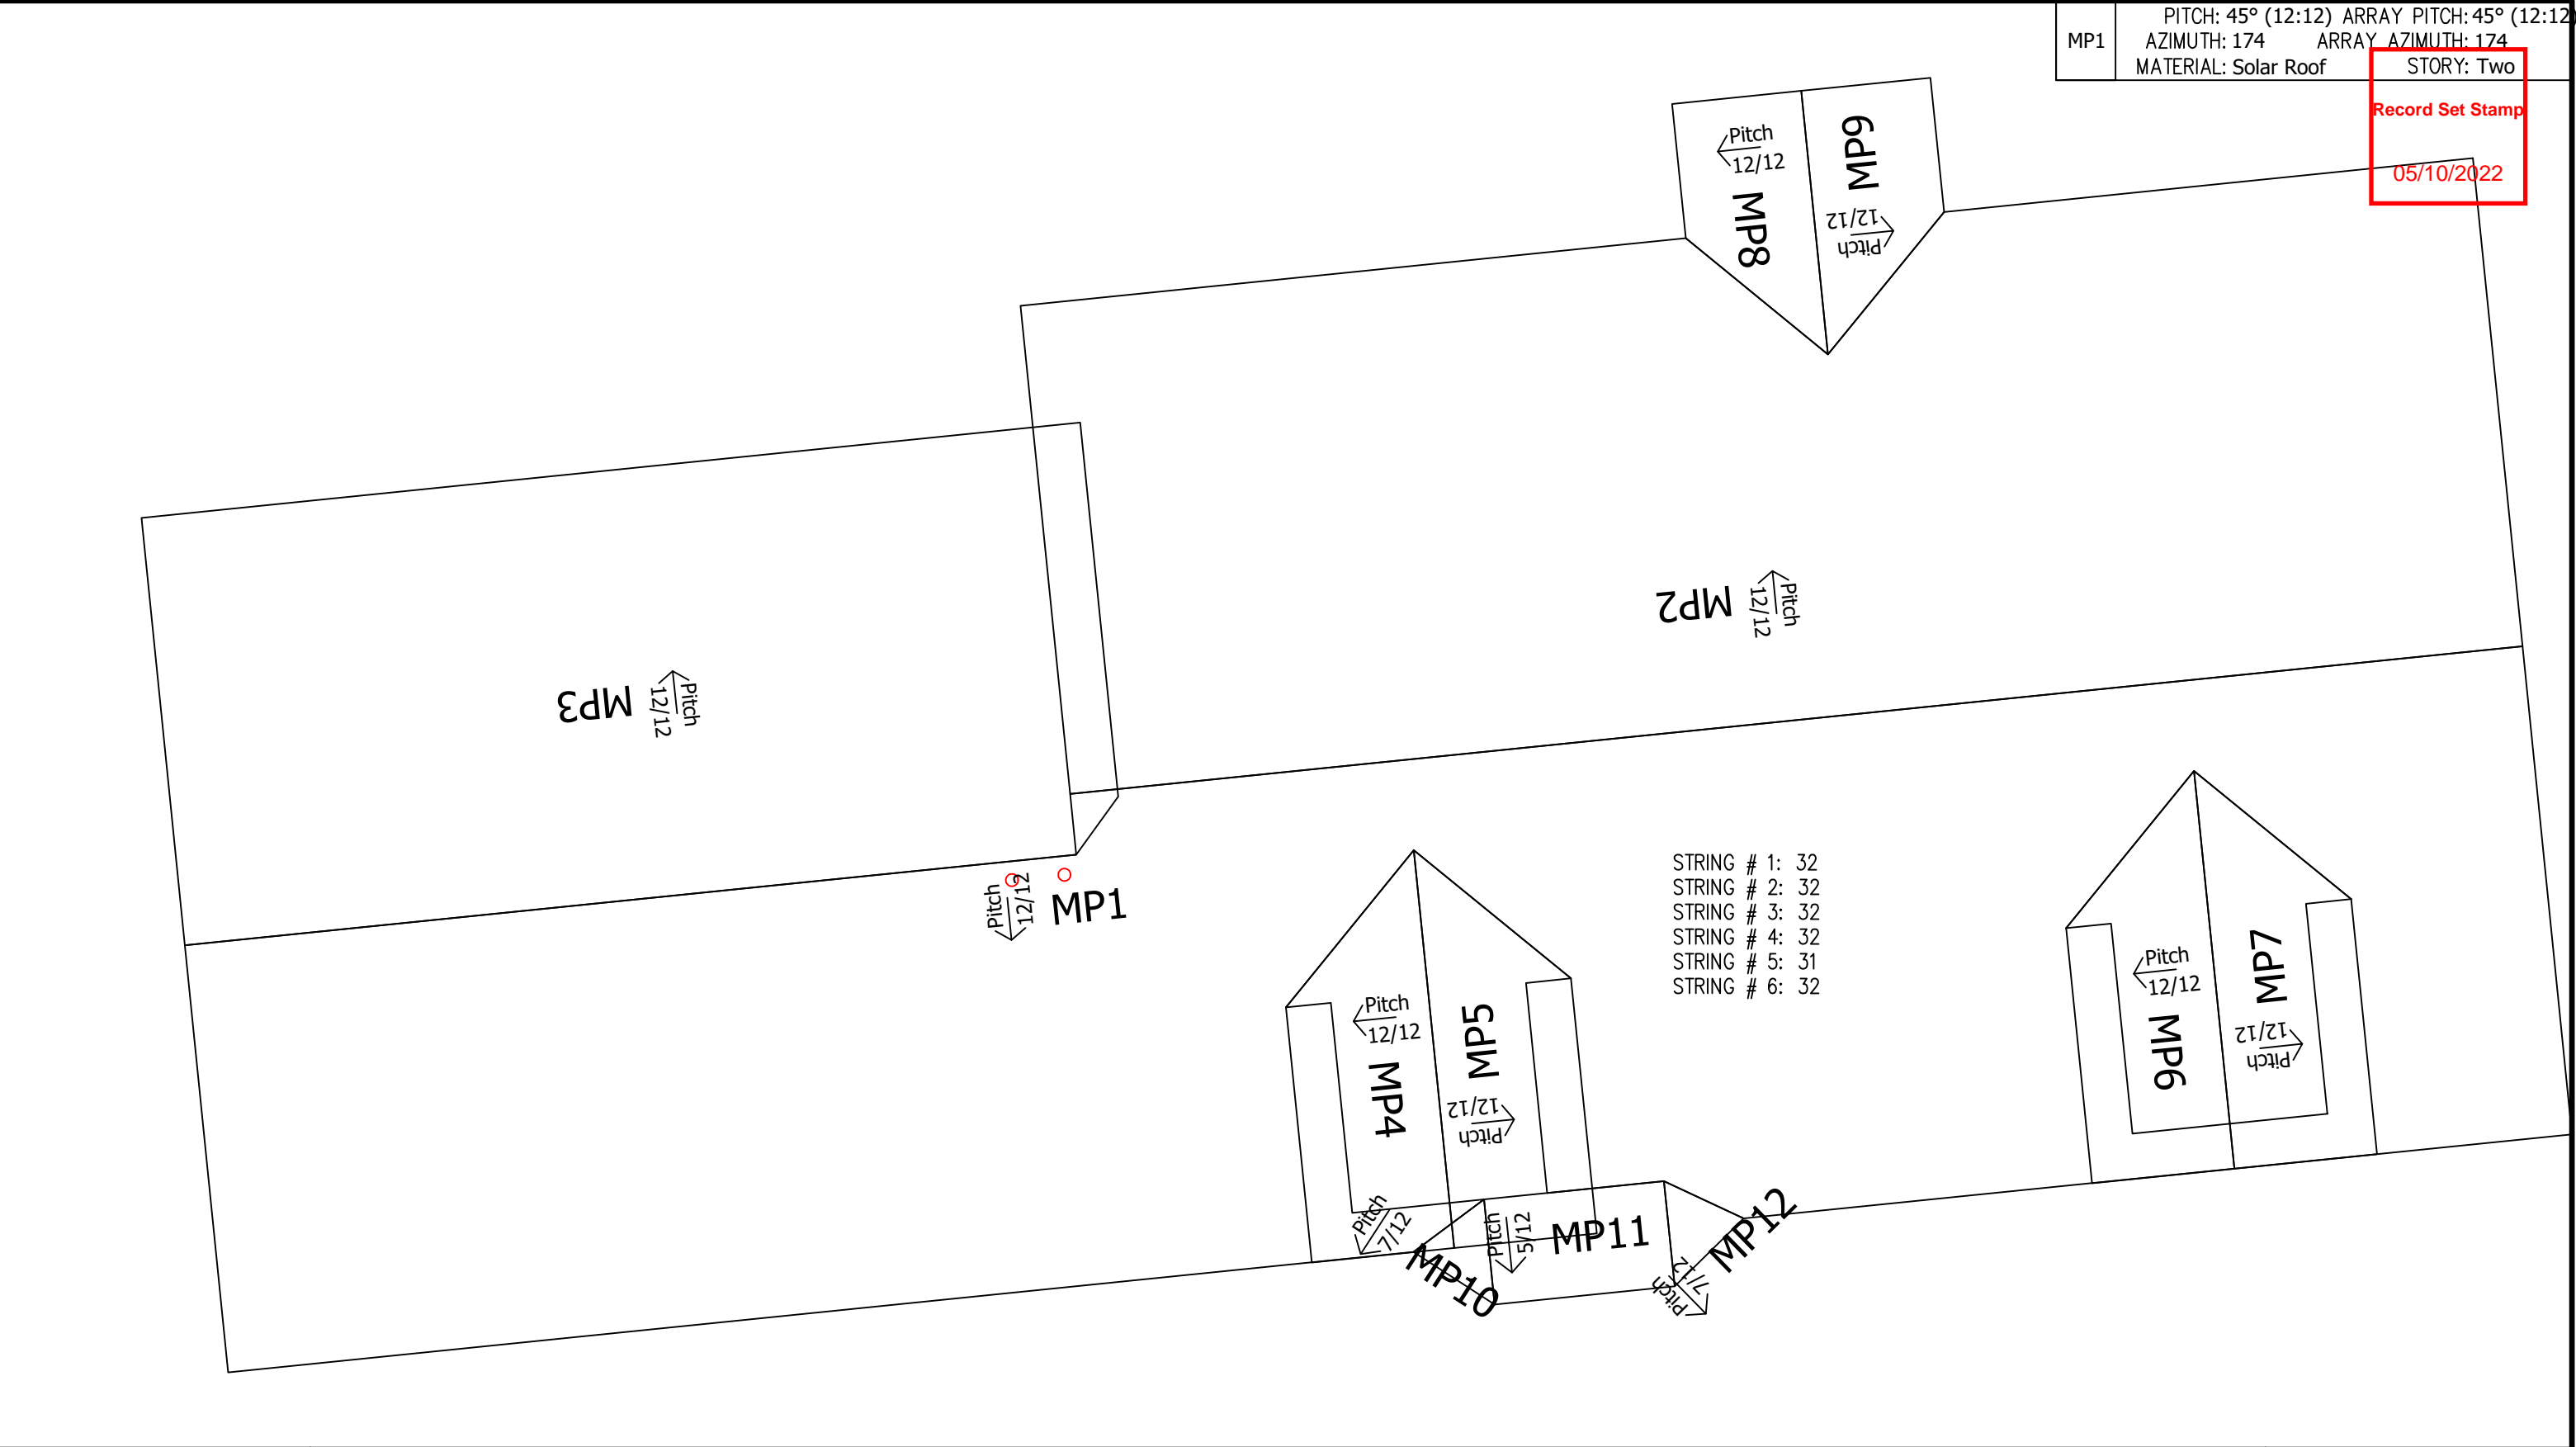 PITCH: 45° (12:12) ARRAY PITCH: 45° (12:12
MP1
AZIMUTH: 174 ARRAY AZIMUTH: 174
MATERIAL: Solar Roof STORY: Two
Record Set Stamp
05/10/2022
Pitch
12/12
MP8
MP9
12/12
Pitch
MP2
Pitch
12/12
MP3
Pitch
12/12
Pitch
12/12
MP1
STRING # 1: 32
STRING # 2: 32
STRING # 3: 32
STRING # 4: 32
STRING # 5: 31
STRING # 6: 32
Pitch
12/12
MP4
MP5
12/12
Pitch
Pitch
12/12
MP6
MP7
12/12
Pitch
Pitch
7/12
MP10
Pitch
5/12
MP11
MP12
7/12
Pitch